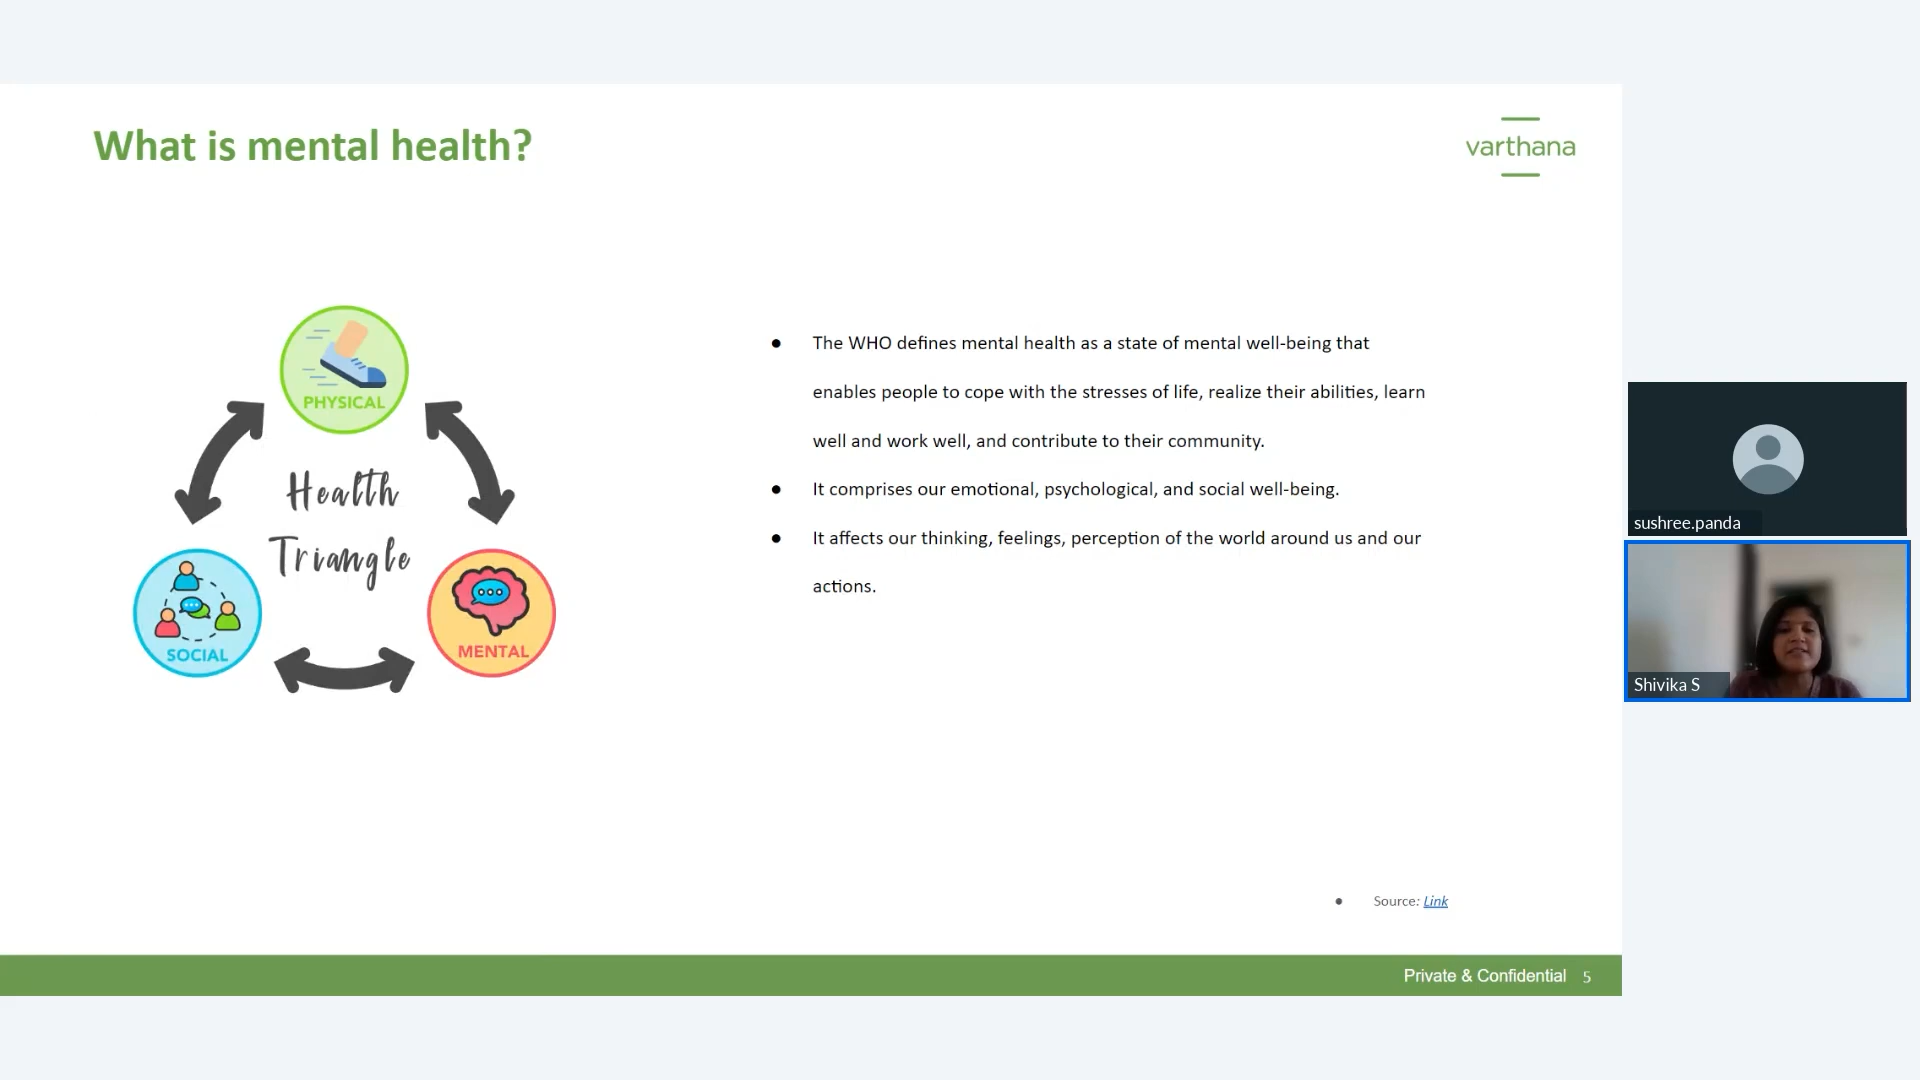 What is mental health?
varthana
PHYSICAL
Health
Triangle
SOCIAL
MENTAL
● The WHO defines mental health as a state of mental well-being that
enables people to cope with the stresses of life, realize their abilities, learn
well and work well, and contribute to their community.
● It comprises our emotional, psychological, and social well-being.
● It affects our thinking, feelings, perception of the world around us and our
actions.
● Source: Link
Private & Confidential 5
sushree.panda
Shivika S